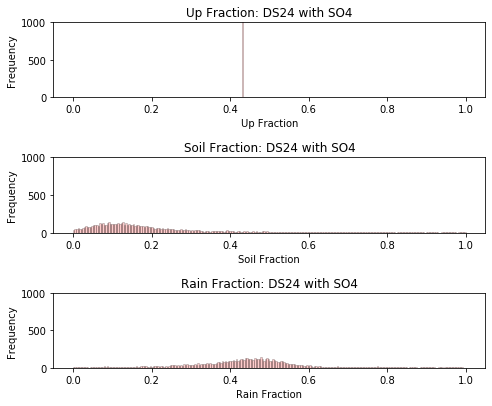 Up Fraction: DS24 with SO4
1000
500
0
Frequency
0.0 0.2 0.4 0.6 0.8 1.0
Up Fraction
Soil Fraction: DS24 with SO4
1000
500
0
Frequency
0.0 0.2 0.4 0.6 0.8 1.0
Soil Fraction
Rain Fraction: DS24 with SO4
1000
500
0
Frequency
0.0 0.2 0.4 0.6 0.8 1.0
Rain Fraction